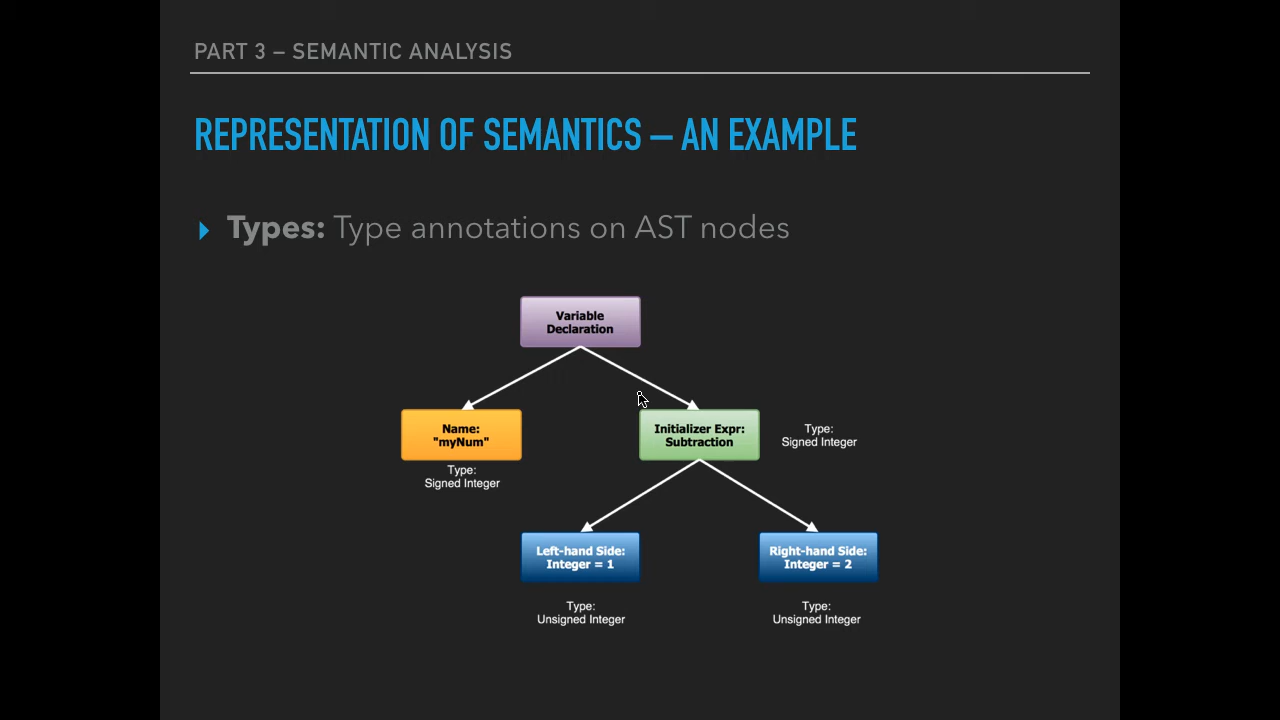 PART 3 – SEMANTIC ANALYSIS
REPRESENTATION OF SEMANTICS – AN EXAMPLE
Types: Type annotations on AST nodes
Variable
Declaration
Name:
"myNum"
Type:
Signed Integer
Initializer Expr:
Subtraction
Type:
Signed Integer
Left-hand Side:
Integer = 1
Type:
Unsigned Integer
Right-hand Side:
Integer = 2
Type:
Unsigned Integer